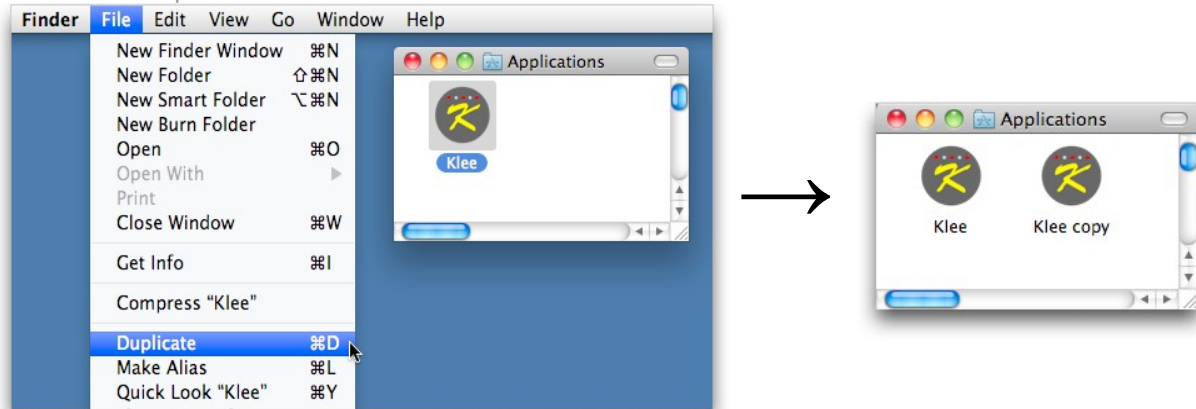 Finder File Edit View Go Window Help
New Finder Window ⌘N
New Folder ⇧⌘N
New Smart Folder ⌥⌘N
New Burn Folder
Open ⌘O
Open With ▶
Print
Close Window ⌘W
Get Info ⌘I
Compress “Klee”
Duplicate ⌘D
Make Alias ⌘L
Quick Look “Klee” ⌘Y
Applications
K
Klee
Applications
K K
Klee Klee copy